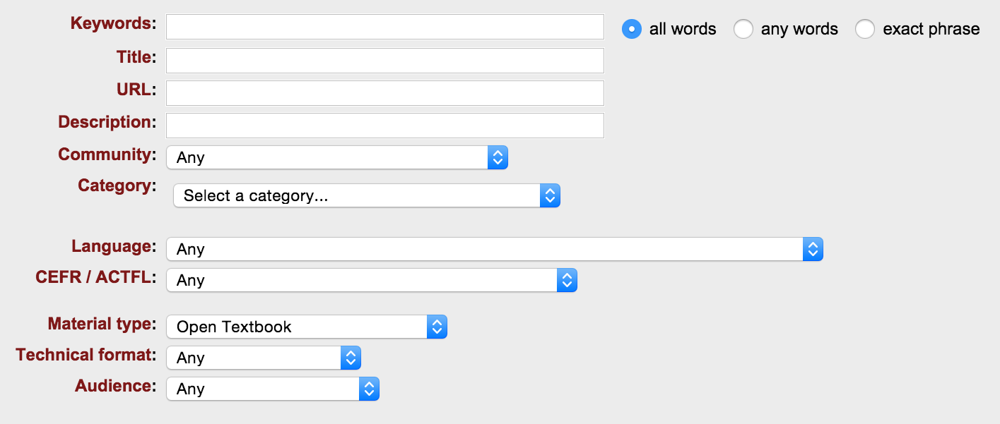 Keywords: all words any words exact phrase
Title:
URL:
Description:
Community: Any
Category: Select a category...
Language: Any
CEFR / ACTFL: Any
Material type: Open Textbook
Technical format: Any
Audience: Any